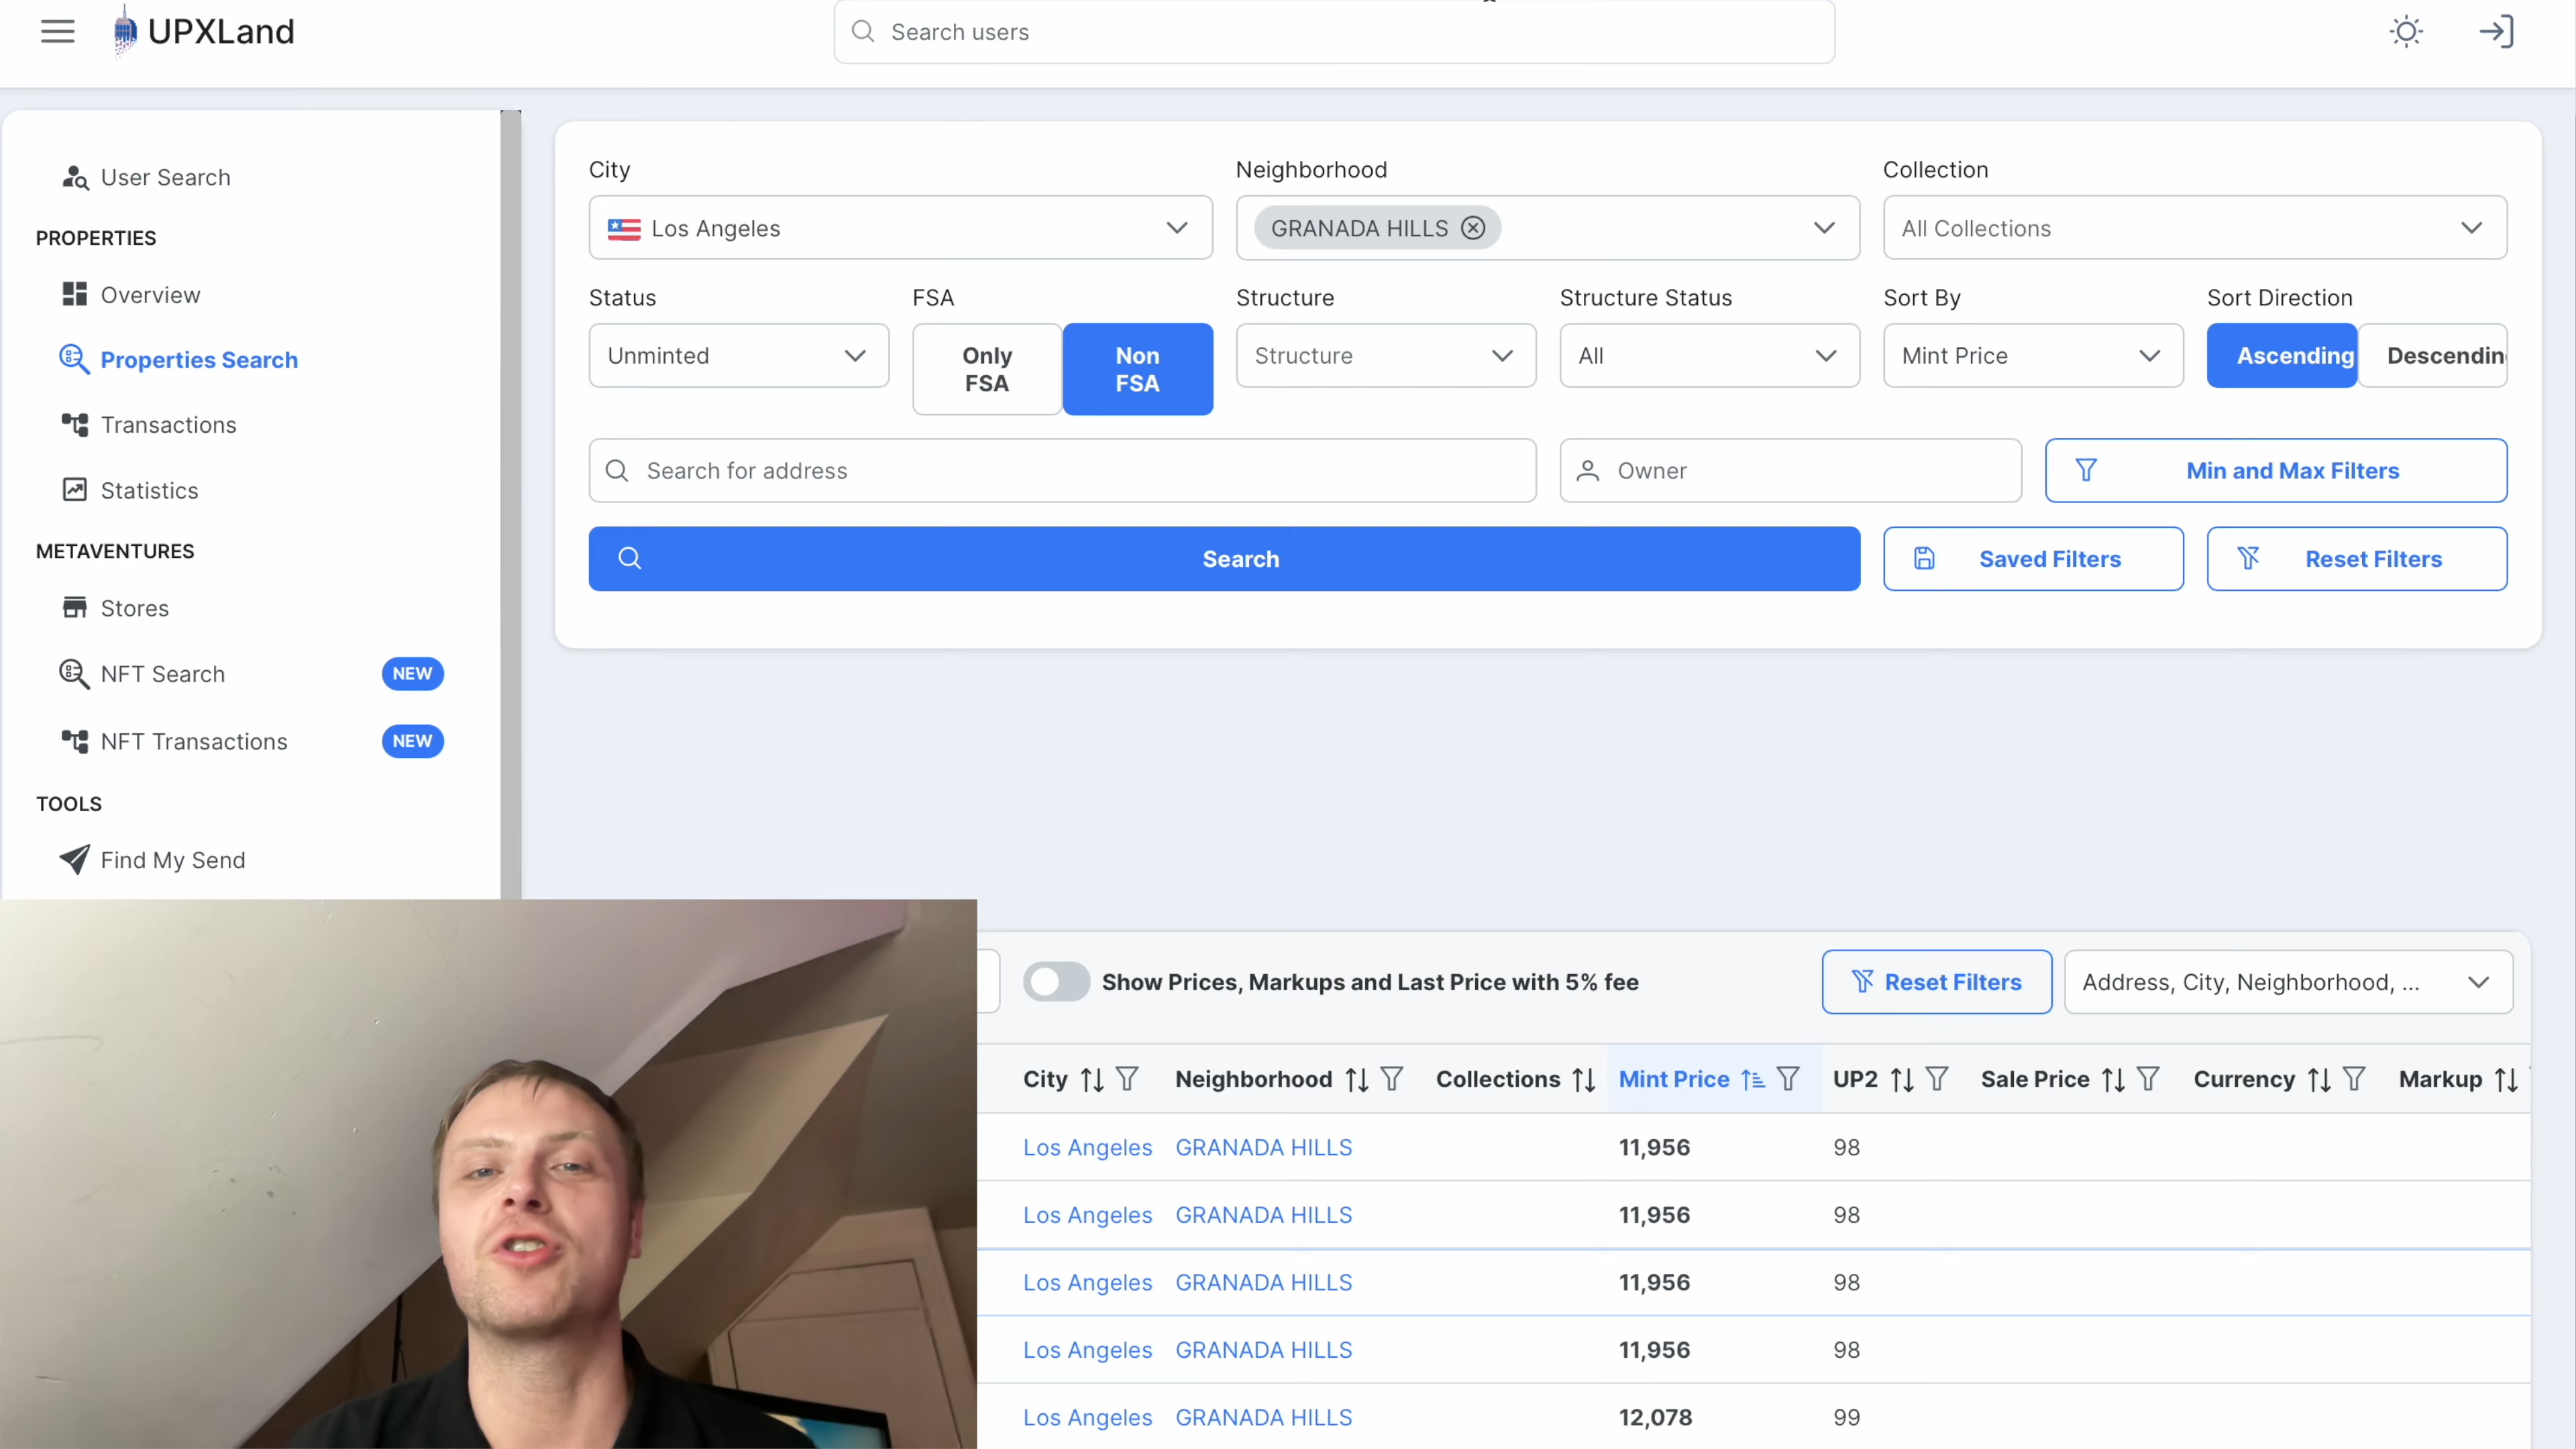 UPXLand
Search users
User Search
PROPERTIES
Overview
Properties Search
Transactions
Statistics
METAVENTURES
Stores
NFT Search NEW
NFT Transactions NEW
TOOLS
Find My Send
City Neighborhood Collection
Los Angeles GRANADA HILLS All Collections
Status FSA Structure Structure Status Sort By Sort Direction
Unminted Only FSA Non FSA Structure All Mint Price Ascending Descendin
Search for address Owner Min and Max Filters
Search Saved Filters Reset Filters
Show Prices, Markups and Last Price with 5% fee Reset Filters Address, City, Neighborhood, ...
City Neighborhood Collections Mint Price UP2 Sale Price Currency Markup
Los Angeles GRANADA HILLS 11,956 98
Los Angeles GRANADA HILLS 11,956 98
Los Angeles GRANADA HILLS 11,956 98
Los Angeles GRANADA HILLS 11,956 98
Los Angeles GRANADA HILLS 12,078 99